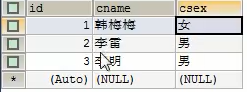 id cname csex
1 韩梅梅 女
2 李雷 男
3 明 男
* (Auto) (NULL) (NULL)